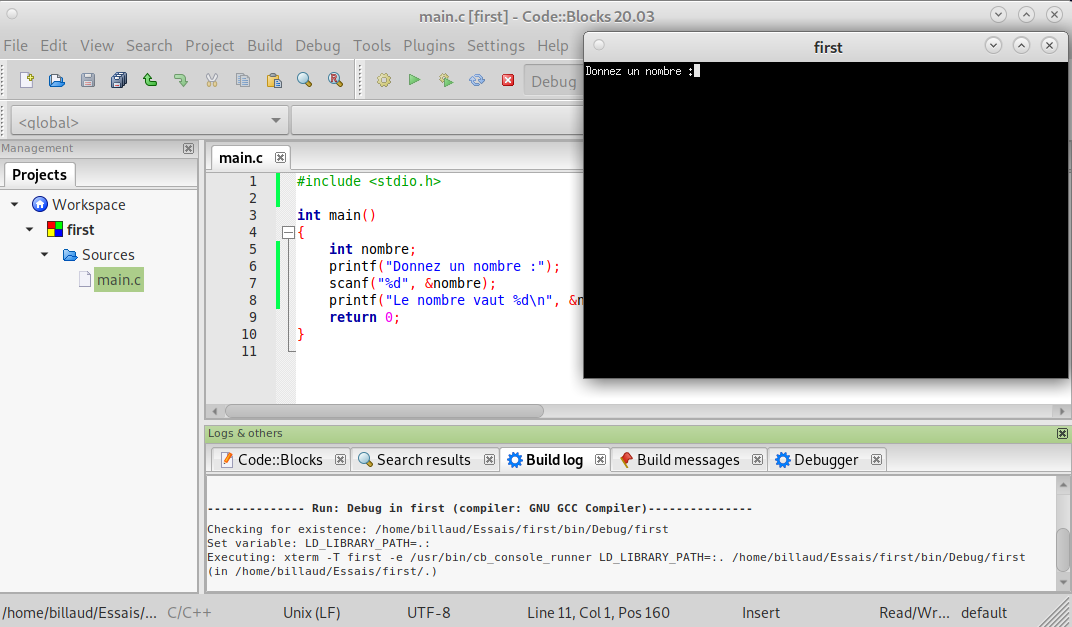 main.c [first] - Code::Blocks 20.03
File Edit View Search Project Build Debug Tools Plugins Settings Help
Debug
<global>
first
Donnez un nombre :
Management
Projects
Workspace
first
Sources
main.c
main.c
1 #include <stdio.h>
2
3 int main()
4 {
5 int nombre;
6 printf("Donnez un nombre :");
7 scanf("%d", &nombre);
8 printf("Le nombre vaut %d\n", &n
9 return 0;
10 }
11
Logs & others
Code::Blocks Search results Build log Build messages Debugger
-------------- Run: Debug in first (compiler: GNU GCC Compiler)---------------
Checking for existence: /home/billaud/Essais/first/bin/Debug/first
Set variable: LD_LIBRARY_PATH=.:
Executing: xterm -T first -e /usr/bin/cb_console_runner LD_LIBRARY_PATH=:. /home/billaud/Essais/first/bin/Debug/first
(in /home/billaud/Essais/first/.)
/home/billaud/Essais/... C/C++ Unix (LF) UTF-8 Line 11, Col 1, Pos 160 Insert Read/Wr... default